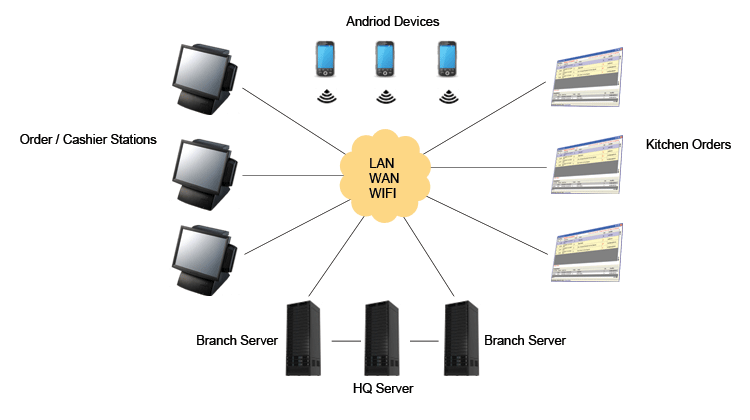 Andriod Devices
Order / Cashier Stations
LAN
WAN
WIFI
Kitchen Orders
Branch Server
Branch Server
HQ Server